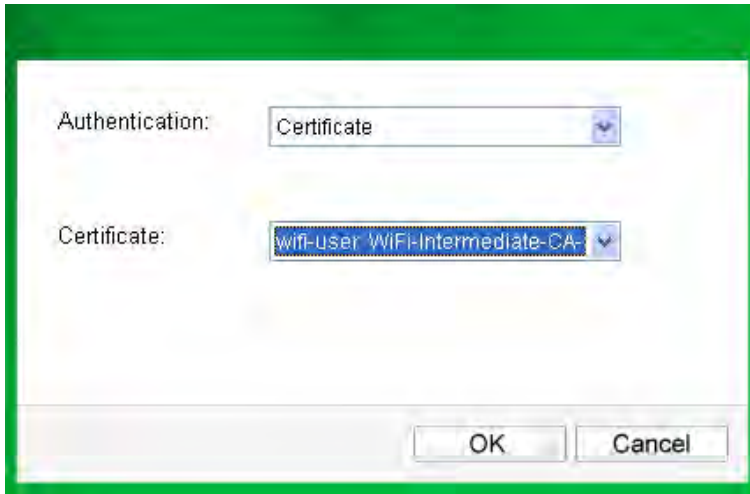 Authentication: Certificate
Certificate: wifi-user WiFi-Intermediate-CA-
OK Cancel